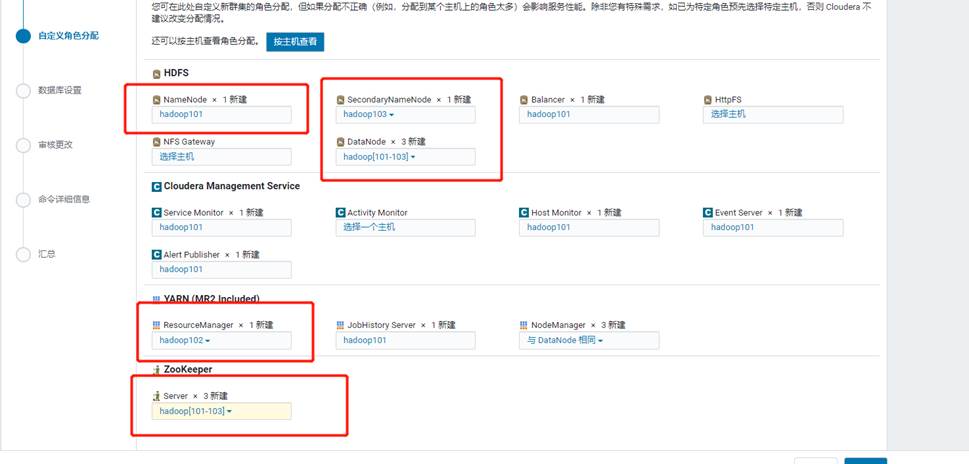 您可在此处自定义新群集的角色分配，但如果分配不正确（例如，分配到某个主机上的角色太多）会影响服务性能。除非您有特殊需求，如已为特定角色预先选择特定主机，否则 Cloudera 不
建议改变分配情况。
自定义角色分配
还可以按主机查看角色分配。 按主机查看
HDFS
数据库设置
NameNode × 1 新建 SecondaryNameNode × 1 新建 Balancer × 1 新建 HttpFS
hadoop101 hadoop103 hadoop101 选择主机
审核更改
NFS Gateway DataNode × 3 新建
选择主机 hadoop[101-103]
Cloudera Management Service
命令详细信息
Service Monitor × 1 新建 Activity Monitor Host Monitor × 1 新建 Event Server × 1 新建
hadoop101 选择一个主机 hadoop101 hadoop101
汇总
Alert Publisher × 1 新建
hadoop101
YARN (MR2 Included)
ResourceManager × 1 新建 JobHistory Server × 1 新建 NodeManager × 3 新建
hadoop102 hadoop101 与 DataNode 相同
ZooKeeper
Server × 3 新建
hadoop[101-103]